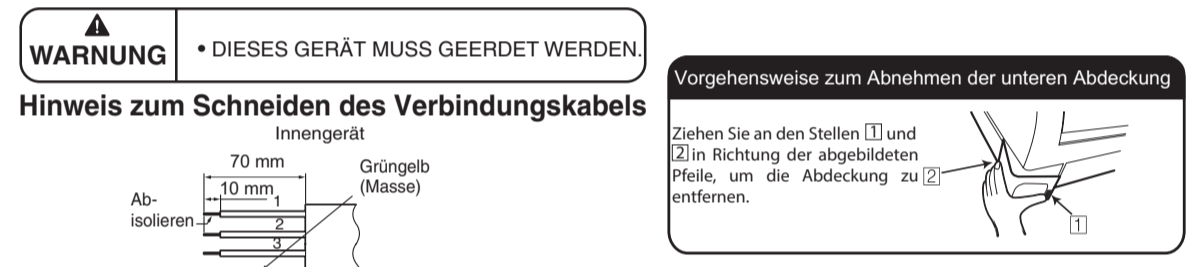 WARNUNG
• DIESES GERÄT MUSS GEERDET WERDEN.
Hinweis zum Schneiden des Verbindungskabels
Innengerät
70 mm
10 mm
Grüngelb
(Masse)
Ab-
isolieren
1
2
3
Vorgehensweise zum Abnehmen der unteren Abdeckung
Ziehen Sie an den Stellen 1 und
2 in Richtung der abgebildeten
Pfeile, um die Abdeckung zu
entfernen.
2
1